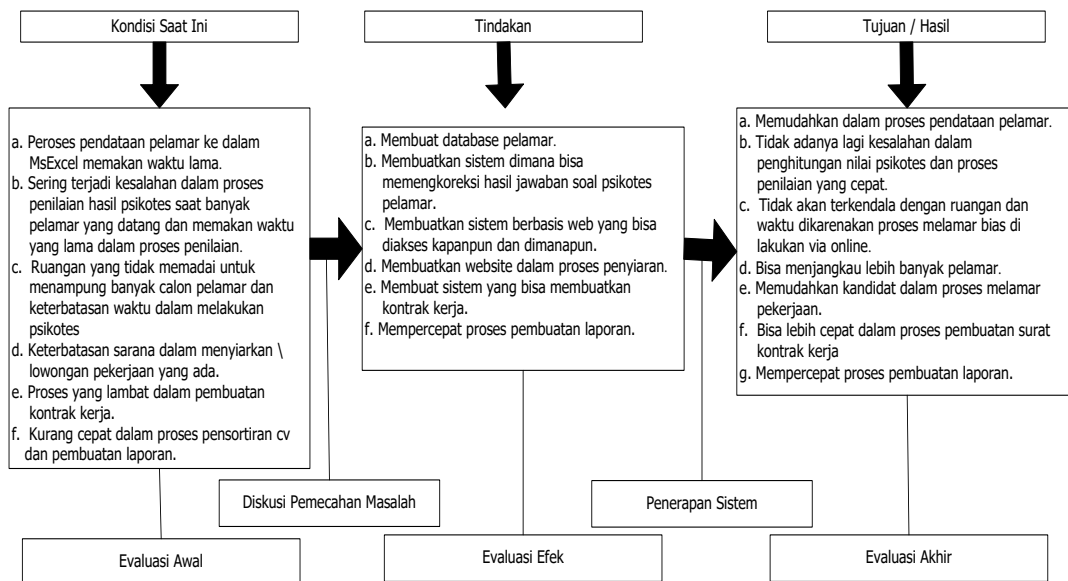 Kondisi Saat Ini
Tindakan
Tujuan / Hasil
a. Peroses pendataan pelamar ke dalam
MsExcel memakan waktu lama.
b. Sering terjadi kesalahan dalam proses
penilaian hasil psikotes saat banyak
pelamar yang datang dan memakan waktu
yang lama dalam proses penilaian.
c. Ruangan yang tidak memadai untuk
menampung banyak calon pelamar dan
keterbatasan waktu dalam melakukan
psikotes
d. Keterbatasan sarana dalam menyiarkan \
lowongan pekerjaan yang ada.
e. Proses yang lambat dalam pembuatan
kontrak kerja.
f. Kurang cepat dalam proses pensortiran cv
dan pembuatan laporan.
a. Membuat database pelamar.
b. Membuatkan sistem dimana bisa
memengkoreksi hasil jawaban soal psikotes
pelamar.
c. Membuatkan sistem berbasis web yang bisa
diakses kapanpun dan dimanapun.
d. Membuatkan website dalam proses penyiaran.
e. Membuat sistem yang bisa membuatkan
kontrak kerja.
f. Mempercepat proses pembuatan laporan.
a. Memudahkan dalam proses pendataan pelamar.
b. Tidak adanya lagi kesalahan dalam
penghitungan nilai psikotes dan proses
penilaian yang cepat.
c. Tidak akan terkendala dengan ruangan dan
waktu dikarenakan proses melamar bias di
lakukan via online.
d. Bisa menjangkau lebih banyak pelamar.
e. Memudahkan kandidat dalam proses melamar
pekerjaan.
f. Bisa lebih cepat dalam proses pembuatan surat
kontrak kerja
g. Mempercepat proses pembuatan laporan.
Diskusi Pemecahan Masalah
Penerapan Sistem
Evaluasi Awal
Evaluasi Efek
Evaluasi Akhir